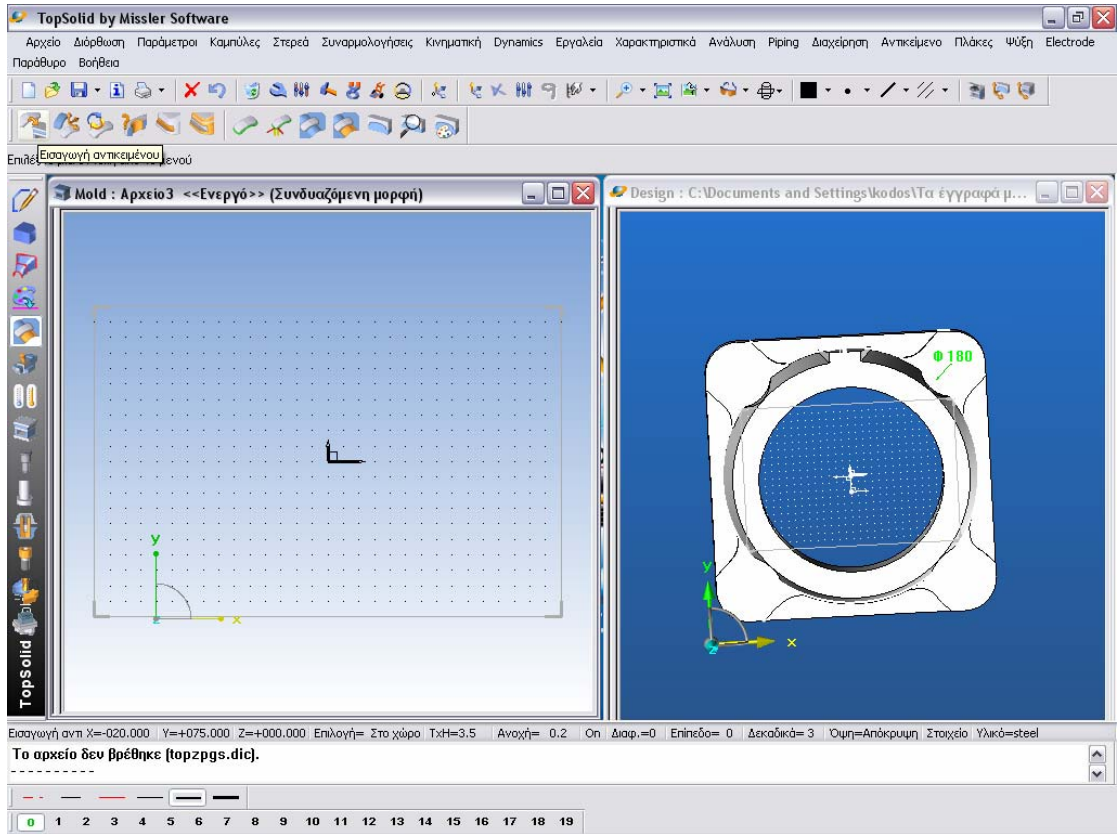 TopSolid by Missler Software
Αρχείο Διόρθωση Παράμετροι Καμπύλες Στερεά Συναρμολογήσεις Κινηματική Dynamics Εργαλεία Χαρακτηριστικά Ανάλυση Piping Διαχείρηση Αντικείμενο Πλάκες Ψύξη Electrode
Παράθυρο Βοήθεια
Εισαγωγή αντικειμένου
Mold : Αρχείο3 <<Ενεργό>> (Συνδυαζόμενη μορφή)
Design : C:\Documents and Settings\kodos\Τα έγγραφά μ...
Φ 180
y
x
z
y
x
z
TopSolid
Εισαγωγή αντι X=-020.000 Y=+075.000 Z=+000.000 Επιλογή= Στο χώρο TxH=3.5 Ανοχή= 0.2 On Διαφ.=0 Επίπεδο= 0 Δεκαδικά= 3 Όψη=Απόκρυψη Στοιχείο Υλικό=steel
Το αρχείο δεν βρέθηκε (topzpgs.dic).
----------
0 1 2 3 4 5 6 7 8 9 10 11 12 13 14 15 16 17 18 19